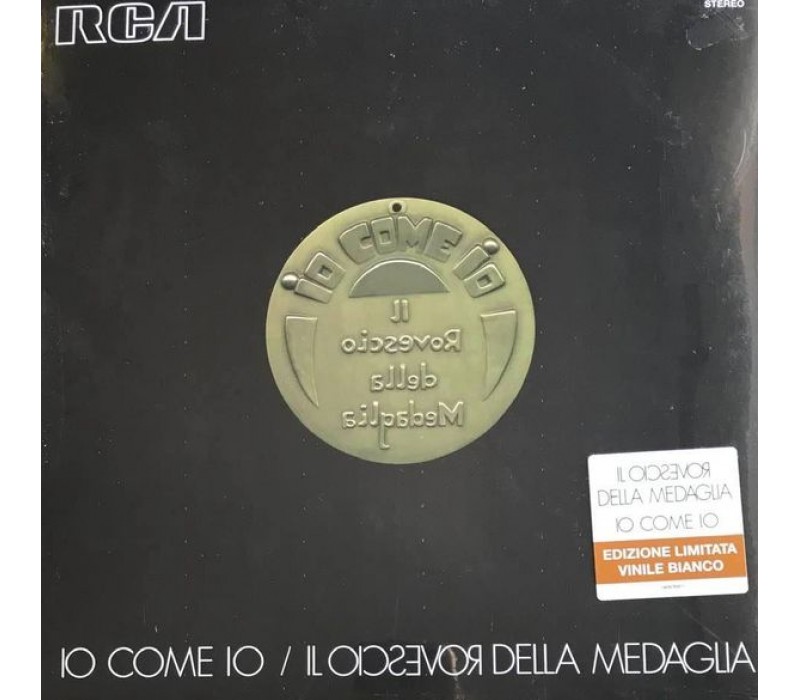 RCA
STEREO
IO COME IO
Il
Rovescio
della
Medaglia
IL ROVESCIO
DELLA MEDAGLIA
IO COME IO
EDIZIONE LIMITATA
VINILE BIANCO
IO COME IO / IL ROVESCIO DELLA MEDAGLIA